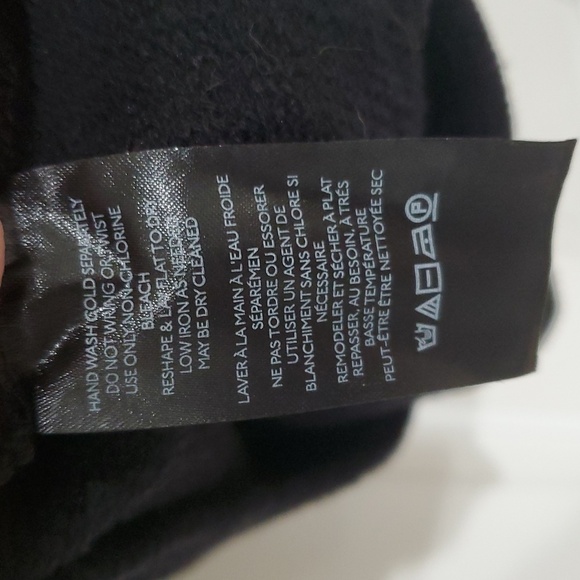 HAND WASH COLD SEPARATELY
DO NOT WRING OR TWIST
USE ONLY NON-CHLORINE
BLEACH
RESHAPE & LAY FLAT TO DRY
LOW IRON AS NEEDED
MAY BE DRY CLEANED
LAVER À LA MAIN À L'EAU FROIDE
SÉPARÉMEN
NE PAS TORDRE OU ESSORER
UTILISER UN AGENT DE
BLANCHIMENT SANS CHLORE SI
NÉCESSAIRE
REMODELER ET SÉCHER À PLAT
REPASSER, AU BESOIN, À TRÉS
BASSE TEMPÉRATURE
PEUT-ÊTRE ÊTRE NETTOYÉE SEC
P